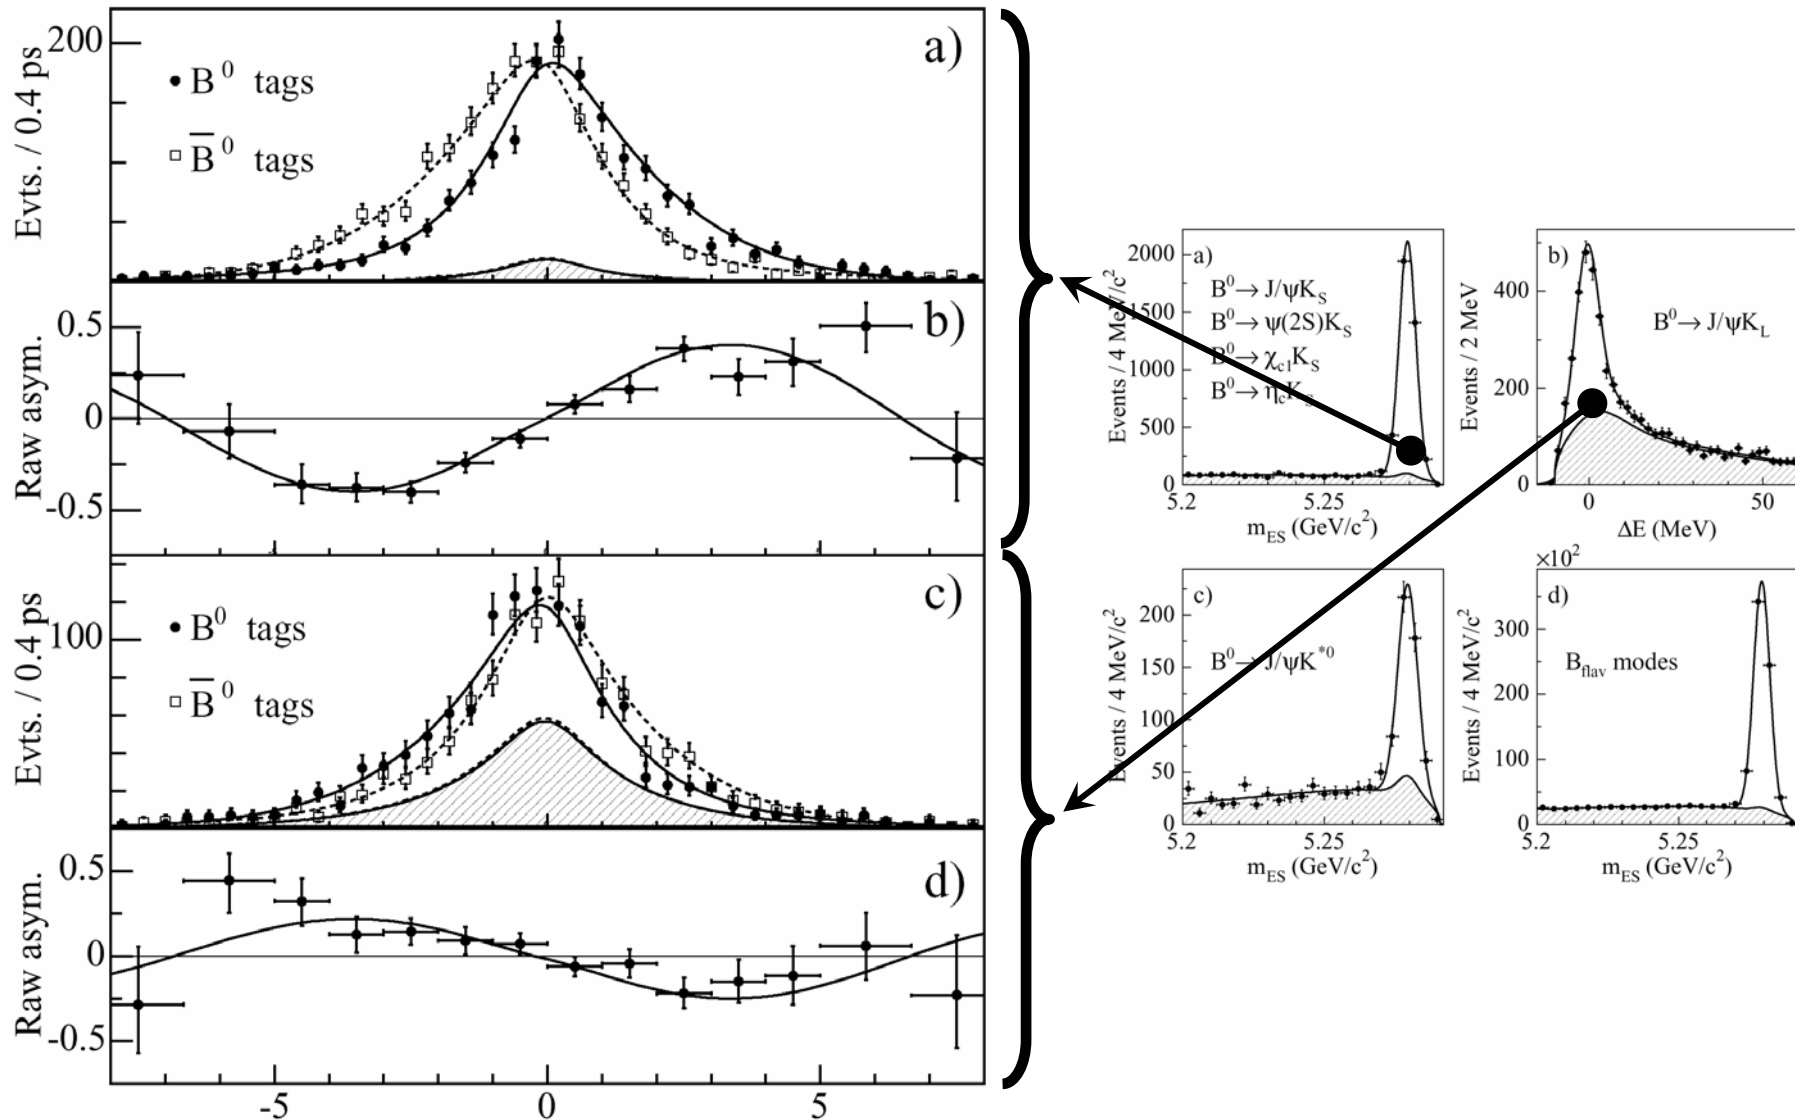 a)
200
Evts. / 0.4 ps
B⁰ tags
B̅⁰ tags
b)
0.5
0
-0.5
Raw asym.
c)
100
Evts. / 0.4 ps
B⁰ tags
B̅⁰ tags
d)
0.5
0
-0.5
Raw asym.
-5 0 5
a)
2000
1500
1000
500
0
Events / 4 MeV/c²
B⁰→ J/ψK_S
B⁰→ ψ(2S)K_S
B⁰→ χ_c1K_S
B⁰→ η_cK_S
5.2 5.25
m_ES (GeV/c²)
b)
400
200
0
Events / 2 MeV
B⁰→ J/ψK_L
0 50
ΔE (MeV)
c)
200
150
100
50
0
Events / 4 MeV/c²
B⁰→ J/ψK*⁰
5.2 5.25
m_ES (GeV/c²)
×10²
d)
300
200
100
0
Events / 4 MeV/c²
B_flav modes
5.2 5.25
m_ES (GeV/c²)